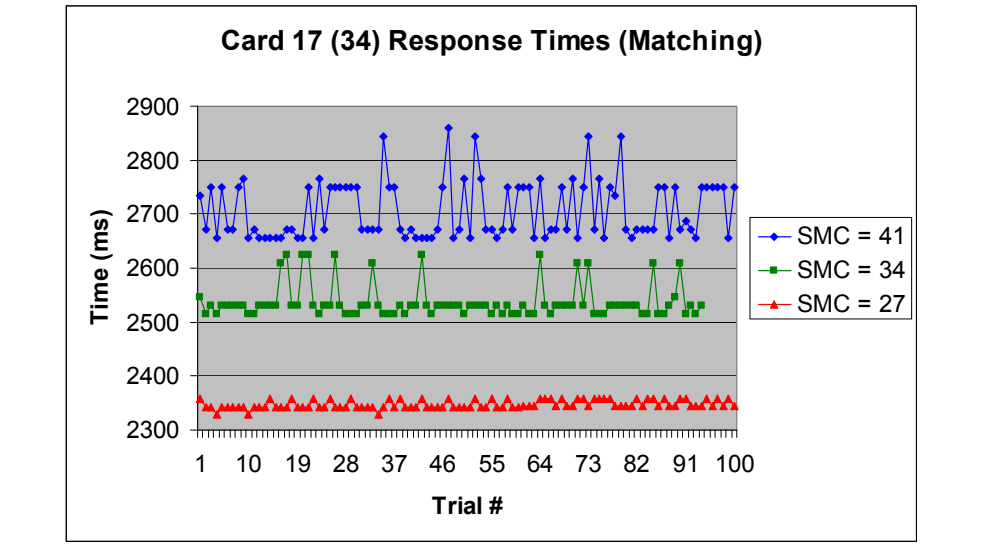 Card 17 (34) Response Times (Matching)
2900
2800
2700
2600
2500
2400
2300
Time (ms)
1 10 19 28 37 46 55 64 73 82 91 100
Trial #
SMC = 41
SMC = 34
SMC = 27